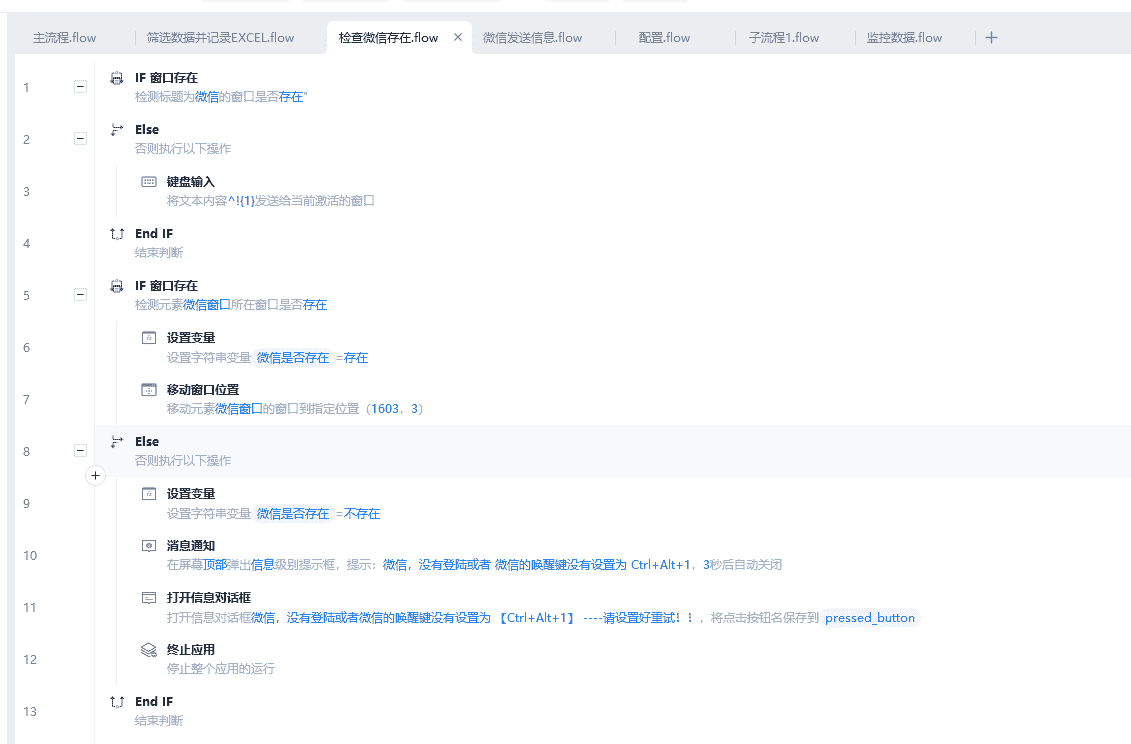 主流程.flow 筛选数据并记录EXCEL.flow 检查微信存在.flow × 微信发送信息.flow 配置.flow 子流程1.flow 监控数据.flow +
1 IF 窗口存在
检测标题为微信的窗口是否存在"
2 Else
否则执行以下操作
3 键盘输入
将文本内容^!{1}发送给当前激活的窗口
4 End IF
结束判断
5 IF 窗口存在
检测元素微信窗口所在窗口是否存在
6 设置变量
设置字符串变量 微信是否存在 =存在
7 移动窗口位置
移动元素微信窗口的窗口到指定位置（1603，3）
8 Else
否则执行以下操作
9 设置变量
设置字符串变量 微信是否存在 =不存在
10 消息通知
在屏幕顶部弹出信息级别提示框，提示：微信，没有登陆或者 微信的唤醒键没有设置为 Ctrl+Alt+1，3秒后自动关闭
11 打开信息对话框
打开信息对话框微信，没有登陆或者微信的唤醒键没有设置为 【Ctrl+Alt+1】 ----请设置好重试！！，将点击按钮名保存到 pressed_button
12 终止应用
停止整个应用的运行
13 End IF
结束判断